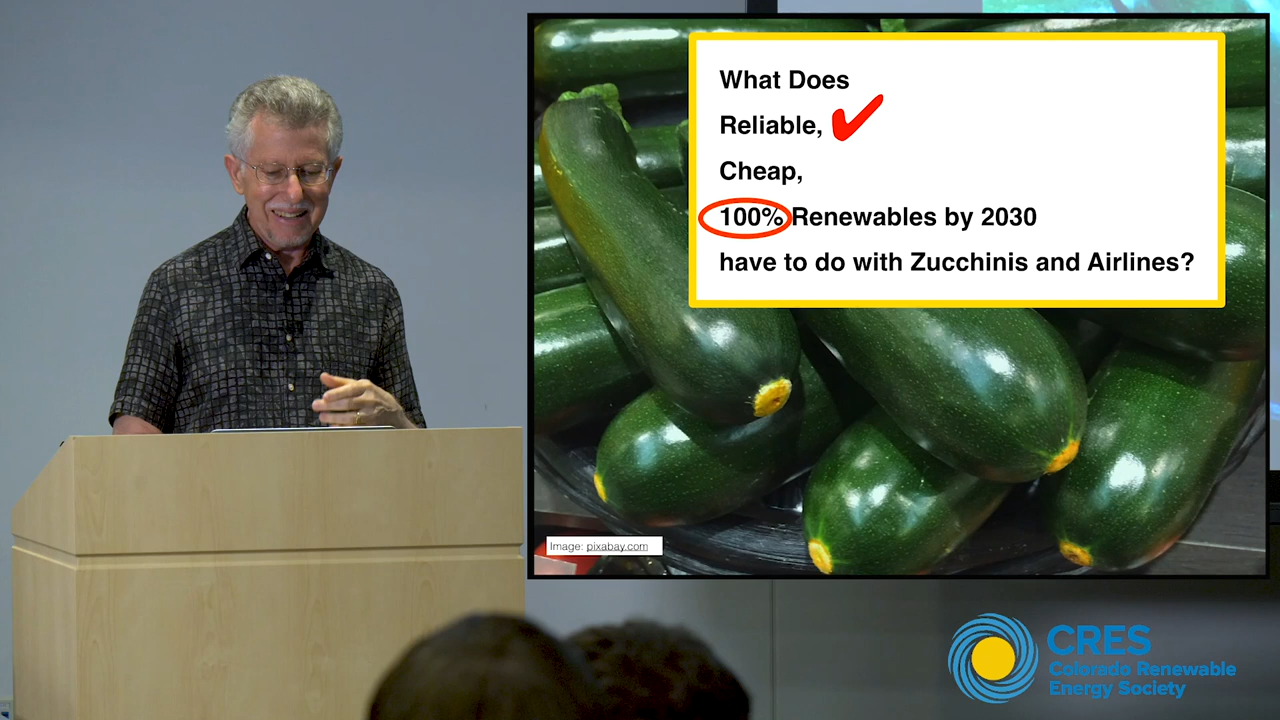 What Does
Reliable,
Cheap,
100% Renewables by 2030
have to do with Zucchinis and Airlines?
Image: pixabay.com
CRES
Colorado Renewable
Energy Society